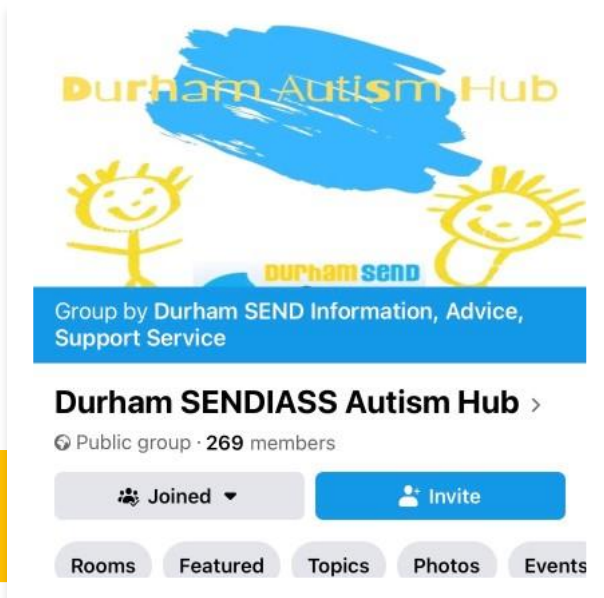 Durham Autism Hub
Durham send
Group by Durham SEND Information, Advice,
Support Service
Durham SENDIASS Autism Hub >
Public group · 269 members
Joined
Invite
Rooms Featured Topics Photos Events